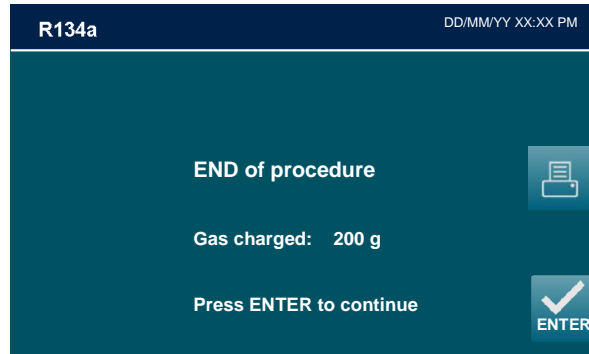 R134a DD/MM/YY XX:XX PM
END of procedure
Gas charged: 200 g
Press ENTER to continue
ENTER